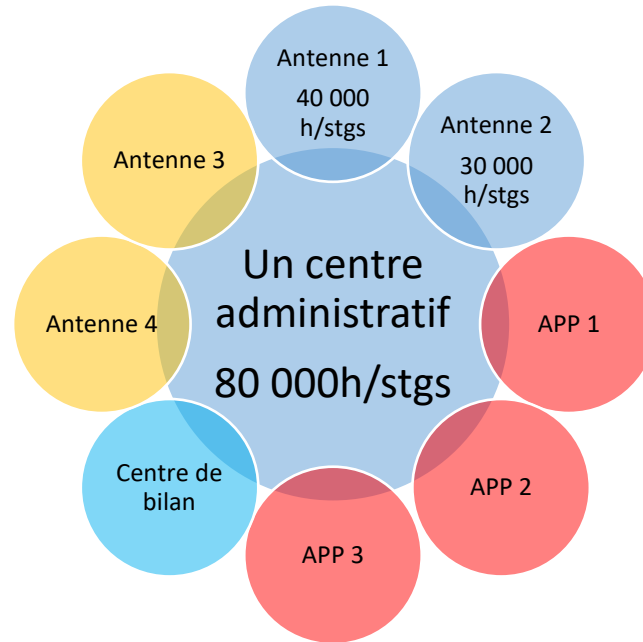 Antenne 1
40 000
h/stgs
Antenne 2
30 000
h/stgs
Antenne 3
Un centre
administratif
80 000h/stgs
Antenne 4
APP 1
Centre de
bilan
APP 2
APP 3